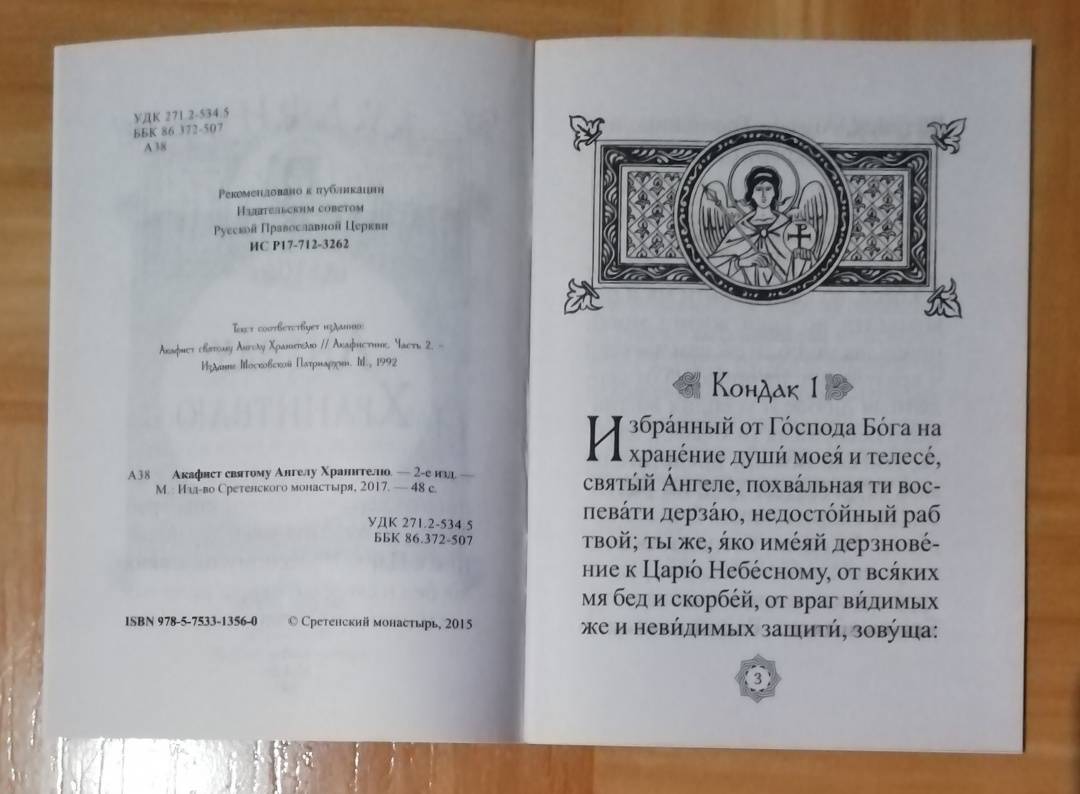 УДК 271.2-534.5
ББК 86.372-507
А38
Рекомендовано к публикации
Издательским советом
Русской Православной Церкви
ИС Р17-712-3262
Текст соответствует изданию:
Акафист святому Ангелу Хранителю // Акафистник. Часть 2. –
Издание Московской Патриархии. М., 1992
А38 Акафист святому Ангелу Хранителю. — 2-е изд. —
М.: Изд-во Сретенского монастыря, 2017. — 48 с.
УДК 271.2-534.5
ББК 86.372-507
ISBN 978-5-7533-1356-0 © Сретенский монастырь, 2015
Кондак 1
Избра́нный от Го́спода Бо́га на
хране́ние души́ моея́ и телесе́,
святы́й А́нгеле, похва́льная ти вос-
пева́ти дерза́ю, недосто́йный раб
твой; ты же, я́ко име́яй дерзнове́-
ние к Царю́ Небе́сному, от вся́ких
мя бед и скорбе́й, от враг ви́димых
же и неви́димых защити́, зову́ща:
3